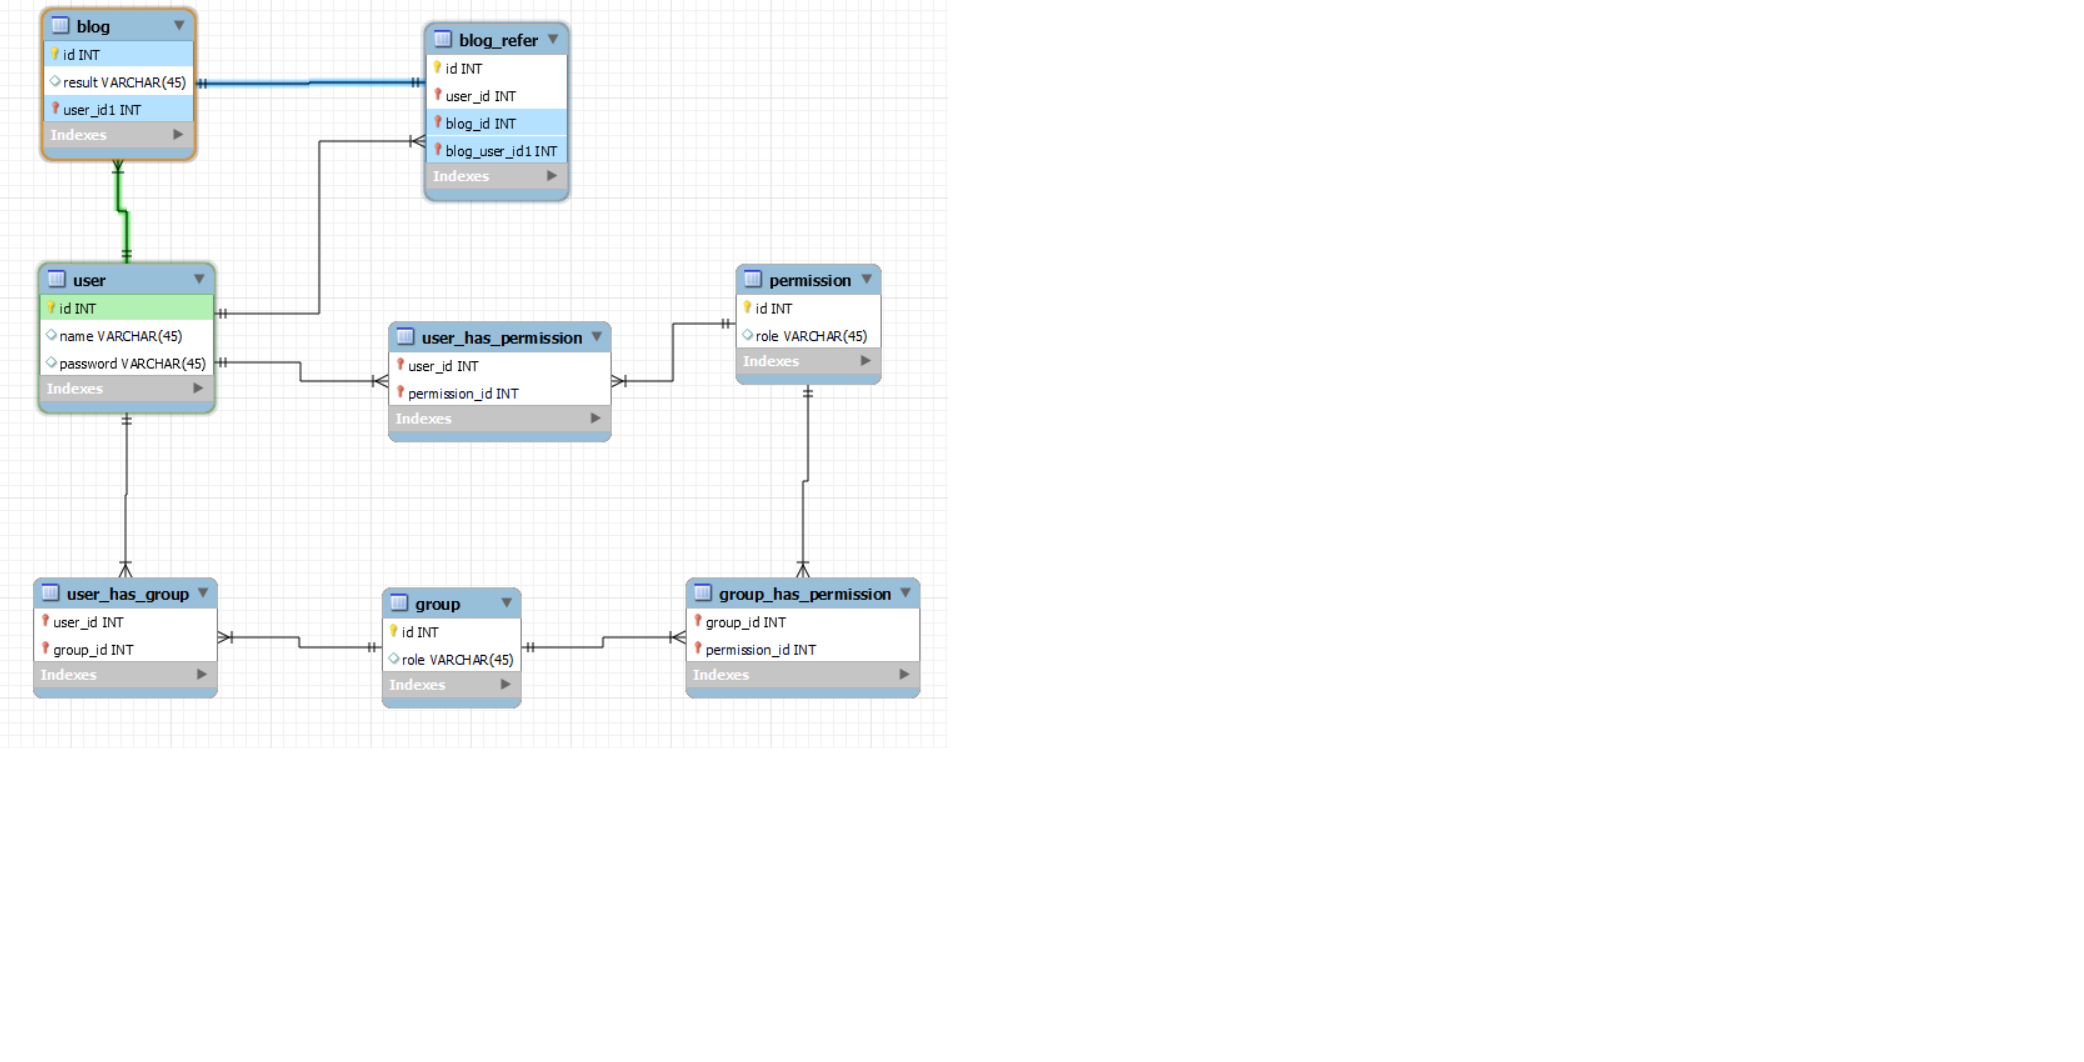 blog
id INT
result VARCHAR(45)
user_id1 INT
Indexes
blog_refer
id INT
user_id INT
blog_id INT
blog_user_id1 INT
Indexes
user
id INT
name VARCHAR(45)
password VARCHAR(45)
Indexes
user_has_permission
user_id INT
permission_id INT
Indexes
permission
id INT
role VARCHAR(45)
Indexes
user_has_group
user_id INT
group_id INT
Indexes
group
id INT
role VARCHAR(45)
Indexes
group_has_permission
group_id INT
permission_id INT
Indexes